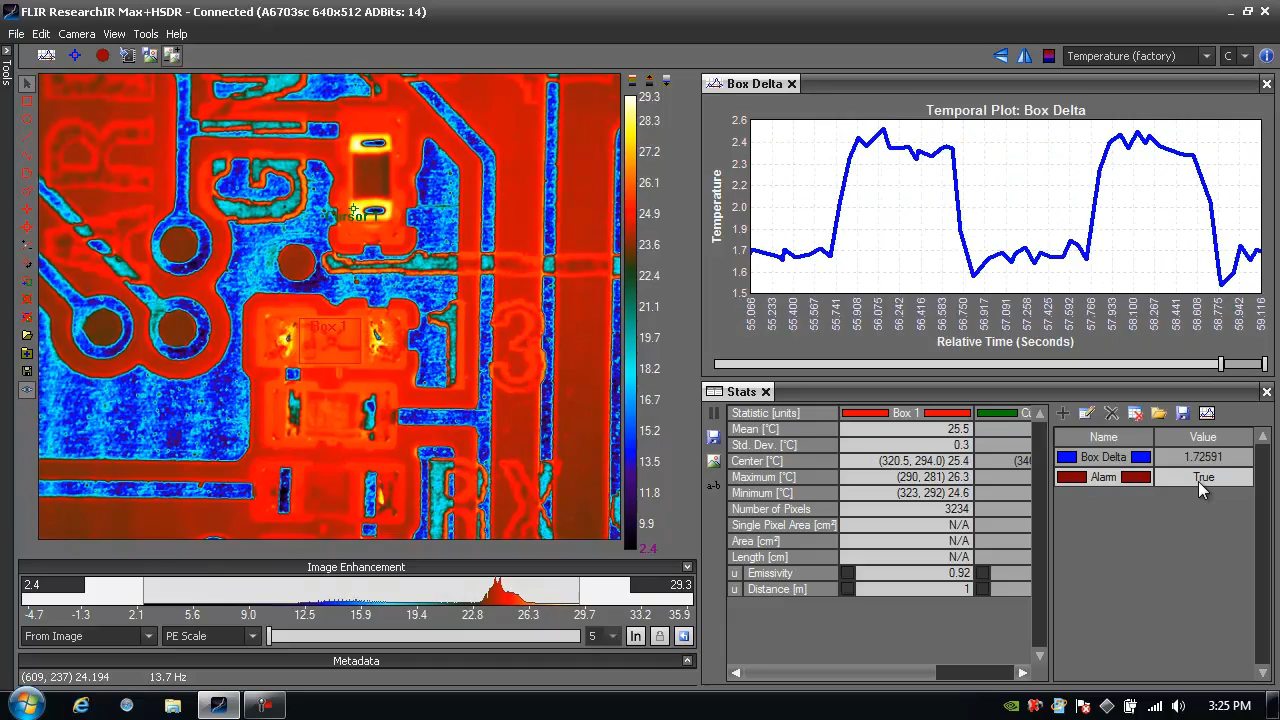 FLIR ResearchIR Max+HSDR - Connected (A6703sc 640x512 ADBits: 14)
File Edit Camera View Tools Help
Temperature (factory) C
Tools
29.3
28.3
27.2
26.1
24.9
23.6
22.4
21.1
19.7
18.2
16.7
15.2
13.5
11.8
9.9
2.4
Cursor 1
Box 1
13
Box Delta
Temporal Plot: Box Delta
Temperature
2.6
2.4
2.3
2.2
2.0
1.9
1.7
1.6
1.5
55.066 55.233 55.400 55.567 55.741 55.908 56.075 56.242 56.416 56.583 56.750 56.917 57.091 57.258 57.425 57.592 57.766 57.933 58.100 58.267 58.441 58.608 58.775 58.942 59.116
Relative Time (Seconds)
Stats
Statistic [units] Box 1
Mean [°C] 25.5
Std. Dev. [°C] 0.3
Center [°C] (320.5, 294.0) 25.4
Maximum [°C] (290, 281) 26.3
Minimum [°C] (323, 292) 24.6
Number of Pixels 3234
Single Pixel Area [cm²] N/A
Area [cm²] N/A
Length [cm] N/A
u Emissivity 0.92
u Distance [m] 1
a-b
Name Value
Box Delta 1.72591
Alarm True
Image Enhancement
2.4 29.3
-4.7 -1.3 2.1 5.6 9.0 12.5 15.9 19.4 22.8 26.3 29.7 33.2 35.9
From Image PE Scale 5 In
Metadata
(609, 237) 24.194 13.7 Hz
3:25 PM